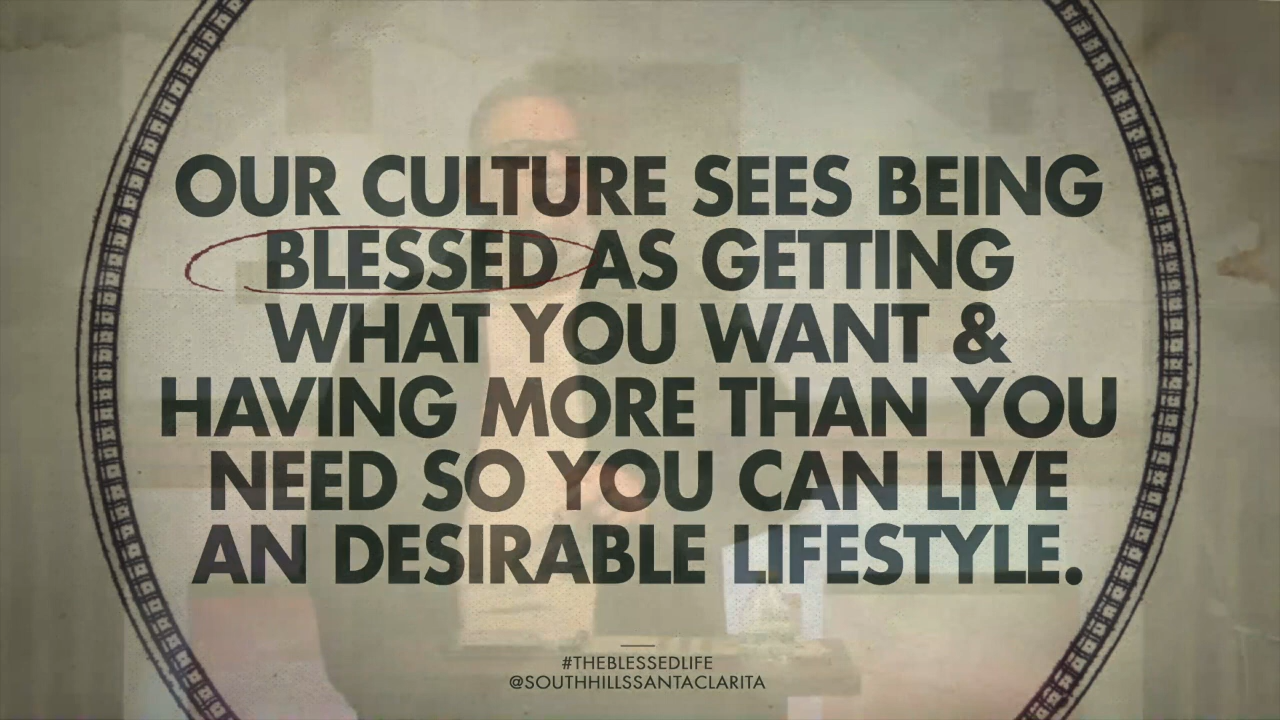 OUR CULTURE SEES BEING
BLESSED AS GETTING
WHAT YOU WANT &
HAVING MORE THAN YOU
NEED SO YOU CAN LIVE
AN DESIRABLE LIFESTYLE.
#THEBLESSEDLIFE
@SOUTHHILLSSANTACLARITA